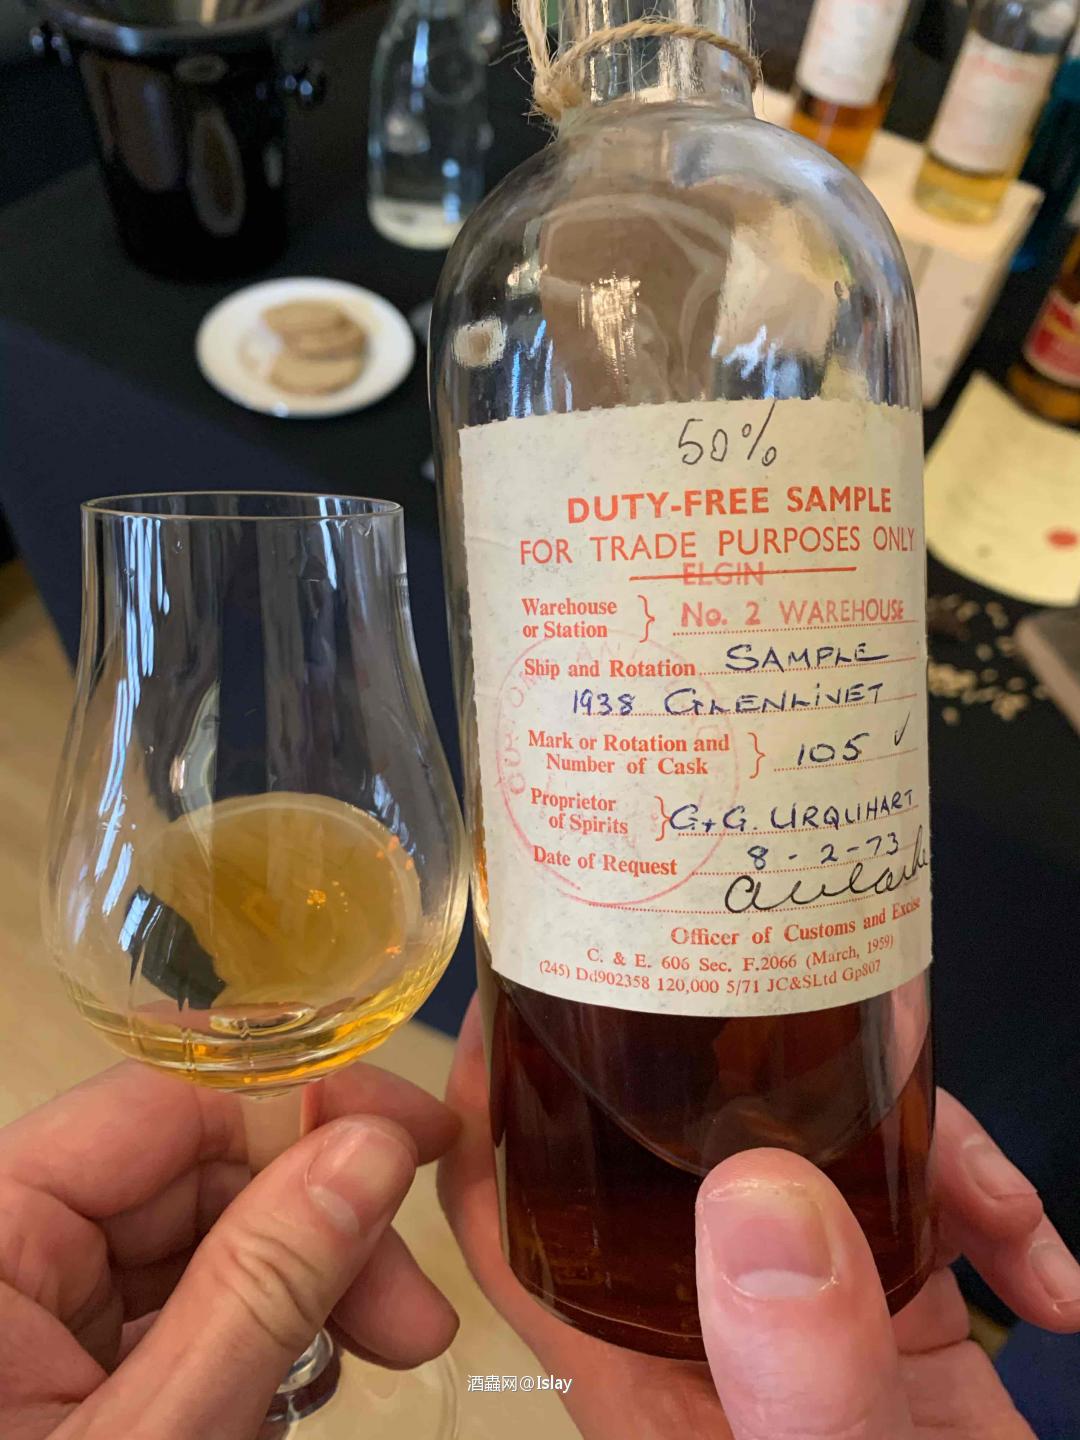 50%
DUTY-FREE SAMPLE
FOR TRADE PURPOSES ONLY
ELGIN
Warehouse or Station } No. 2 WAREHOUSE
Ship and Rotation SAMPLE
1938 GLENLIVET
Mark or Rotation and Number of Cask } 105 ✓
Proprietor of Spirits } G+G. URQUHART
Date of Request 8-2-73
Officer of Customs and Excise
C. & E. 606 Sec. F.2066 (March, 1959)
(245) Dd902358 120,000 5/71 JC&SLtd Gp807
酒蟲网@Islay